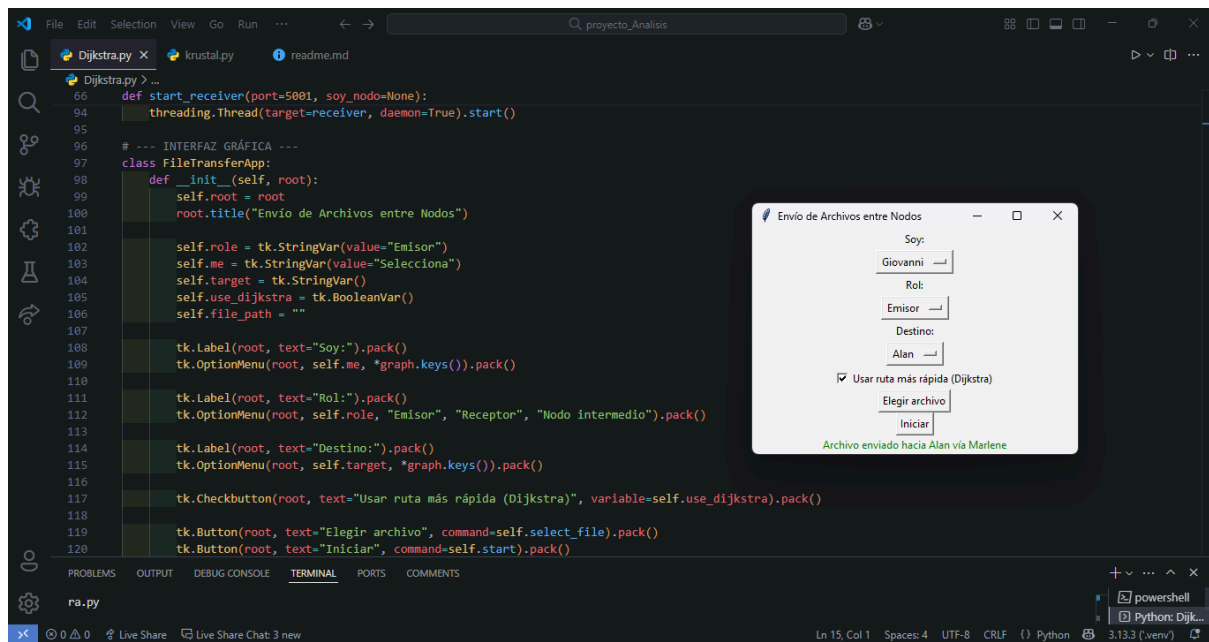 File Edit Selection View Go Run ··· ← → proyecto_Analisis
Dijkstra.py × krustal.py readme.md
Dijkstra.py > ...
66 def start_receiver(port=5001, soy_nodo=None):
94 threading.Thread(target=receiver, daemon=True).start()
95
96 # --- INTERFAZ GRÁFICA ---
97 class FileTransferApp:
98 def __init__(self, root):
99 self.root = root
100 root.title("Envío de Archivos entre Nodos")
101
102 self.role = tk.StringVar(value="Emisor")
103 self.me = tk.StringVar(value="Selecciona")
104 self.target = tk.StringVar()
105 self.use_dijkstra = tk.BooleanVar()
106 self.file_path = ""
107
108 tk.Label(root, text="Soy:").pack()
109 tk.OptionMenu(root, self.me, *graph.keys()).pack()
110
111 tk.Label(root, text="Rol:").pack()
112 tk.OptionMenu(root, self.role, "Emisor", "Receptor", "Nodo intermedio").pack()
113
114 tk.Label(root, text="Destino:").pack()
115 tk.OptionMenu(root, self.target, *graph.keys()).pack()
116
117 tk.Checkbutton(root, text="Usar ruta más rápida (Dijkstra)", variable=self.use_dijkstra).pack()
118
119 tk.Button(root, text="Elegir archivo", command=self.select_file).pack()
120 tk.Button(root, text="Iniciar", command=self.start).pack()
Envío de Archivos entre Nodos
Soy:
Giovanni
Rol:
Emisor
Destino:
Alan
Usar ruta más rápida (Dijkstra)
Elegir archivo
Iniciar
Archivo enviado hacia Alan vía Marlene
PROBLEMS OUTPUT DEBUG CONSOLE TERMINAL PORTS COMMENTS
ra.py
powershell
Python: Dijk...
0 0 Live Share Live Share Chat: 3 new Ln 15, Col 1 Spaces: 4 UTF-8 CRLF {} Python 3.13.3 ('.venv')